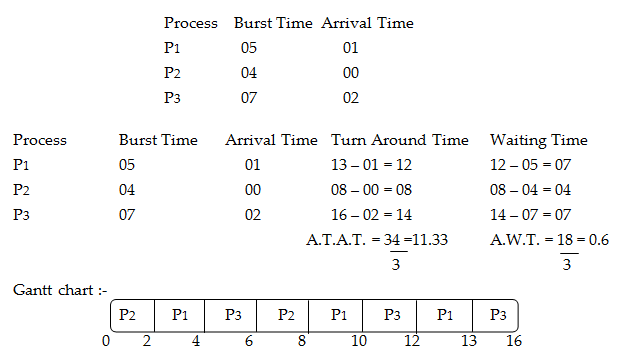 Process Burst Time Arrival Time
P1 05 01
P2 04 00
P3 07 02
Process Burst Time Arrival Time Turn Around Time Waiting Time
P1 05 01 13 – 01 = 12 12 – 05 = 07
P2 04 00 08 – 00 = 08 08 – 04 = 04
P3 07 02 16 – 02 = 14 14 – 07 = 07
A.T.A.T. = 34 =11.33 A.W.T. = 18 = 0.6
3 3
Gantt chart :-
P2 P1 P3 P2 P1 P3 P1 P3
0 2 4 6 8 10 12 13 16